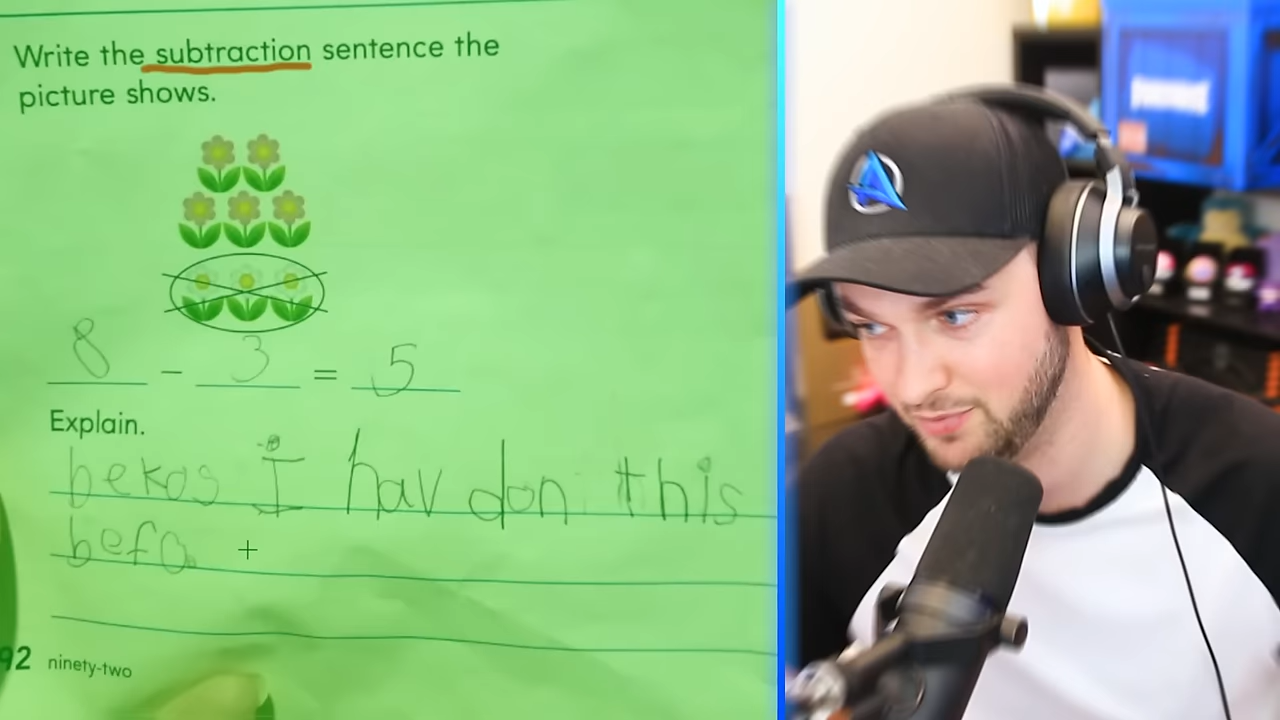 Write the subtraction sentence the
picture shows.
8 - 3 = 5
Explain.
bekos I hav don this
befo.
92 ninety-two